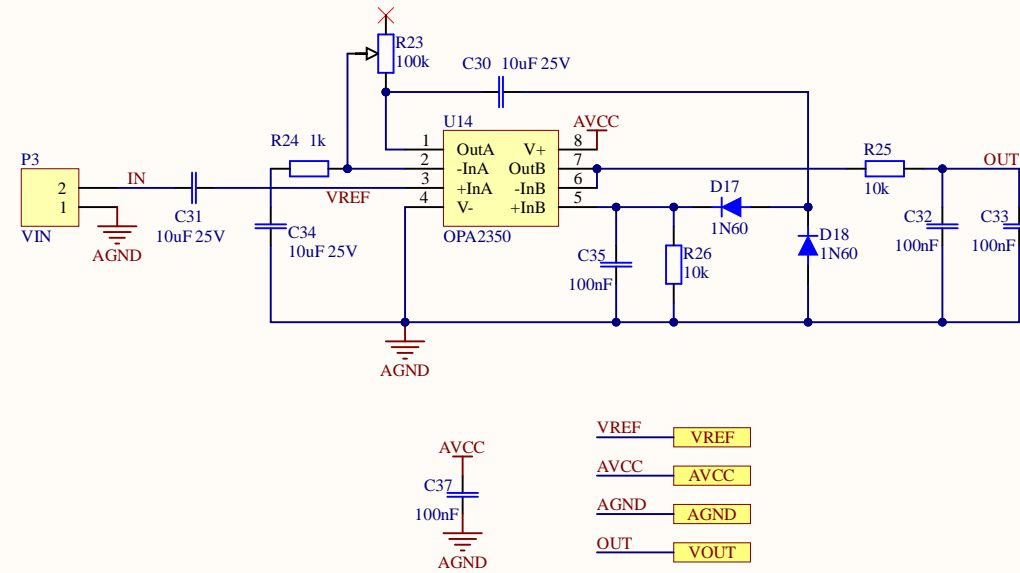 R23
100k
C30 10uF 25V
U14
AVCC
R24 1k
1
OutA
V+
8
2
-InA
OutB
7
3
+InA
-InB
6
4
V-
+InB
5
OPA2350
P3
2
1
VIN
IN
AGND
C31
10uF 25V
VREF
C34
10uF 25V
R25
10k
OUT
D17
1N60
D18
1N60
C32
100nF
C33
100nF
C35
100nF
R26
10k
AGND
AVCC
C37
100nF
AGND
VREF
VREF
AVCC
AVCC
AGND
AGND
OUT
VOUT